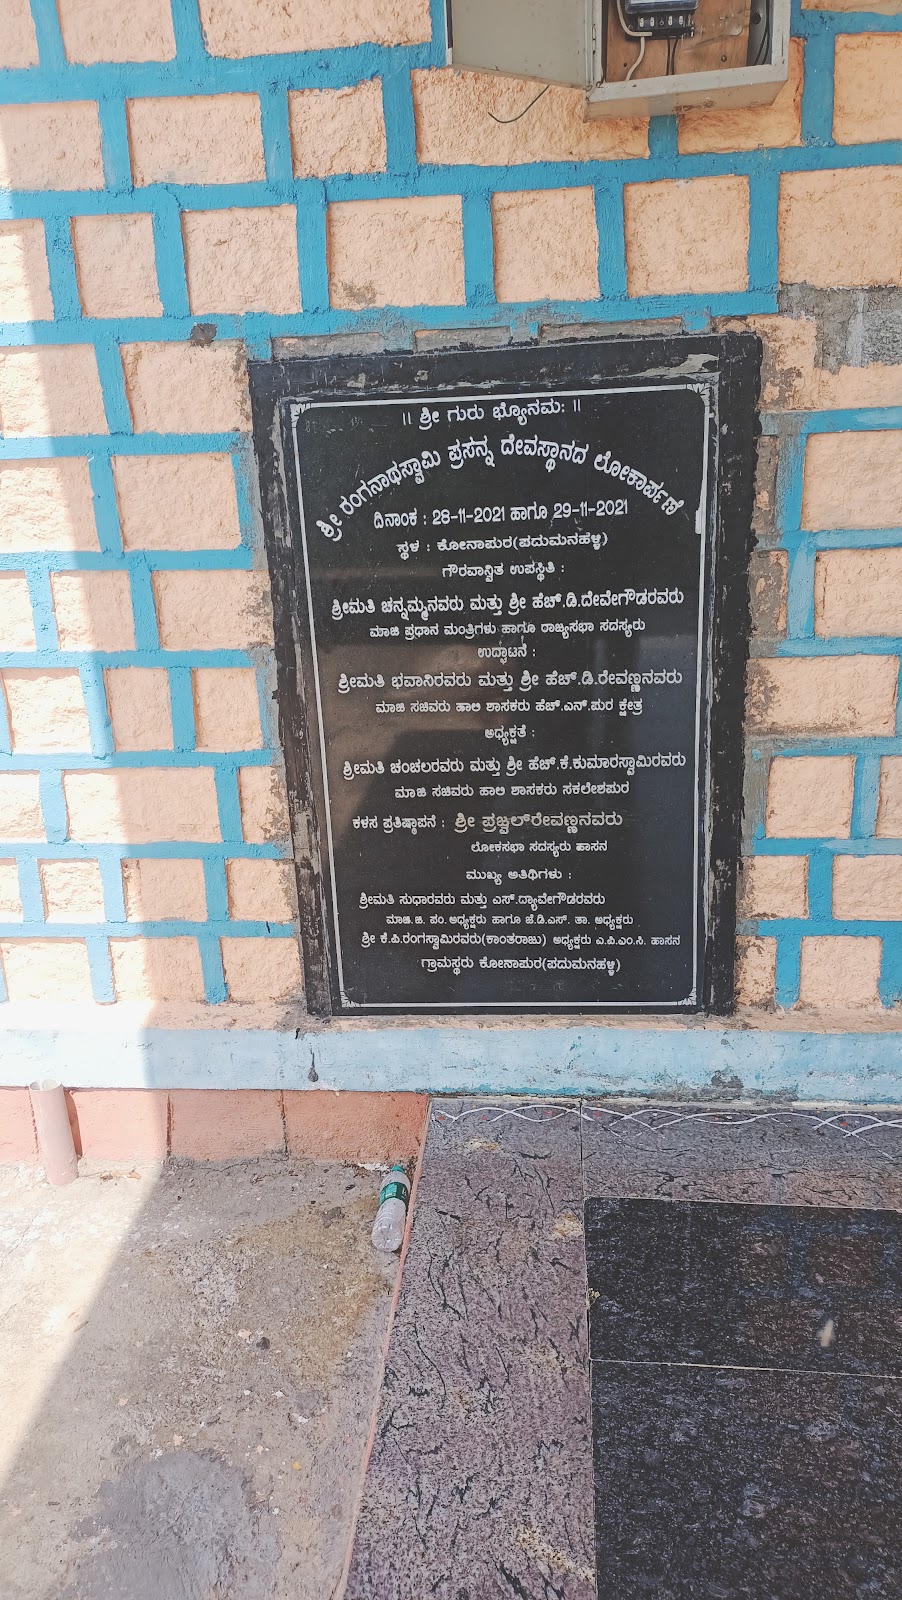 ।। ಶ್ರೀ ಗುರು ಭ್ಯೋನಮಃ ।।
ಶ್ರೀ ರಂಗನಾಥಸ್ವಾಮಿ ಪ್ರಸನ್ನ ದೇವಸ್ಥಾನದ ಲೋಕಾರ್ಪಣೆ
ದಿನಾಂಕ : 28-11-2021 ಹಾಗೂ 29-11-2021
ಸ್ಥಳ : ಕೋನಾಪುರ(ಪದುಮನಹಳ್ಳಿ)
ಗೌರವಾನ್ವಿತ ಉಪಸ್ಥಿತಿ :
ಶ್ರೀಮತಿ ಚನ್ನಮ್ಮನವರು ಮತ್ತು ಶ್ರೀ ಹೆಚ್.ಡಿ.ದೇವೇಗೌಡರವರು
ಮಾಜಿ ಪ್ರಧಾನ ಮಂತ್ರಿಗಳು ಹಾಗೂ ರಾಜ್ಯಸಭಾ ಸದಸ್ಯರು
ಉದ್ಘಾಟನೆ :
ಶ್ರೀಮತಿ ಭವಾನಿರವರು ಮತ್ತು ಶ್ರೀ ಹೆಚ್.ಡಿ.ರೇವಣ್ಣನವರು
ಮಾಜಿ ಸಚಿವರು ಹಾಲಿ ಶಾಸಕರು ಹೆಚ್.ಎನ್.ಪುರ ಕ್ಷೇತ್ರ
ಅಧ್ಯಕ್ಷತೆ :
ಶ್ರೀಮತಿ ಚಂಚಲರವರು ಮತ್ತು ಶ್ರೀ ಹೆಚ್.ಕೆ.ಕುಮಾರಸ್ವಾಮಿರವರು
ಮಾಜಿ ಸಚಿವರು ಹಾಲಿ ಶಾಸಕರು ಸಕಲೇಶಪುರ
ಕಳಸ ಪ್ರತಿಷ್ಠಾಪನೆ : ಶ್ರೀ ಪ್ರಜ್ವಲ್‌ರೇವಣ್ಣನವರು
ಲೋಕಸಭಾ ಸದಸ್ಯರು ಹಾಸನ
ಮುಖ್ಯ ಅತಿಥಿಗಳು :
ಶ್ರೀಮತಿ ಸುಧಾರವರು ಮತ್ತು ಎಸ್.ದ್ಯಾವೇಗೌಡರವರು
ಮಾಜಿ.ಜಿ. ಪಂ.ಅಧ್ಯಕ್ಷರು ಹಾಗೂ ಜೆ.ಡಿ.ಎಸ್. ತಾ. ಅಧ್ಯಕ್ಷರು
ಶ್ರೀ ಕೆ.ಪಿ.ರಂಗಸ್ವಾಮಿರವರು(ಕಾಂತರಾಜು) ಅಧ್ಯಕ್ಷರು ಎ.ಪಿ.ಎಂ.ಸಿ. ಹಾಸನ
ಗ್ರಾಮಸ್ಥರು ಕೋನಾಪುರ(ಪದುಮನಹಳ್ಳಿ)